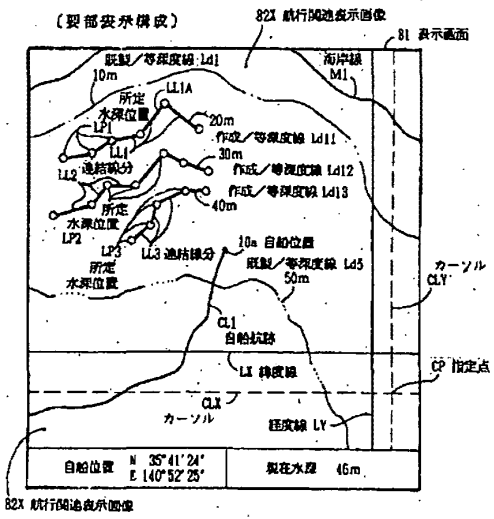 〔要部表示構成〕
82X 航行関連表示画像
81 表示画面
既製/等深度線 Ld1
海岸線
M1
10m
LL1A
所定
水深位置
LP1
20m
LL1
作成/等深度線 Ld11
30m
LL2
連結線分
作成/等深度線 Ld12
所定
作成/等深度線 Ld13
水深位置
40m
LP2
LP3
LL3 連結線分
10a 自船位置
所定
水深位置
既製/等深度線 Ld5
50m
カーソル
CLY
CL1
自船航跡
LX 緯度線
CP 指定点
CLX
カーソル
経度線 LY
自船位置
N 35°41'24"
E 140°52'25"
現在水深 46m
82X 航行関連表示画像